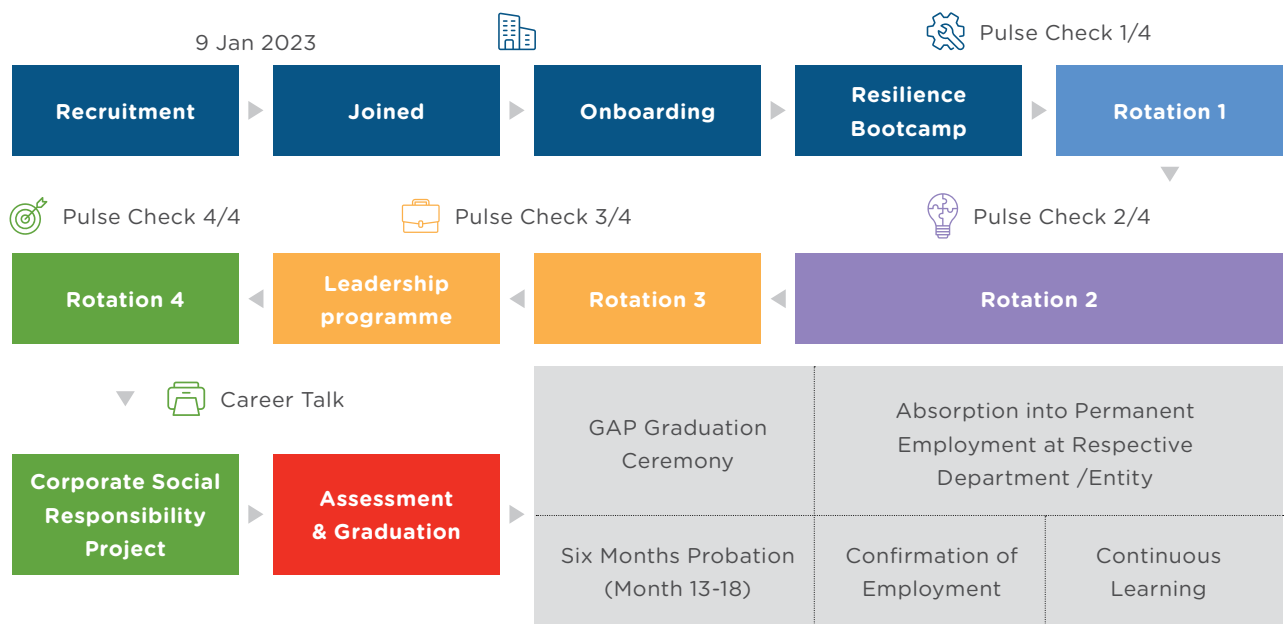 9 Jan 2023
Pulse Check 1/4
Recruitment
Joined
Onboarding
Resilience
Bootcamp
Rotation 1
Pulse Check 4/4
Pulse Check 3/4
Pulse Check 2/4
Rotation 4
Leadership
programme
Rotation 3
Rotation 2
Career Talk
Corporate Social
Responsibility
Project
Assessment
& Graduation
GAP Graduation
Ceremony
Absorption into Permanent
Employment at Respective
Department /Entity
Six Months Probation
(Month 13-18)
Confirmation of
Employment
Continuous
Learning